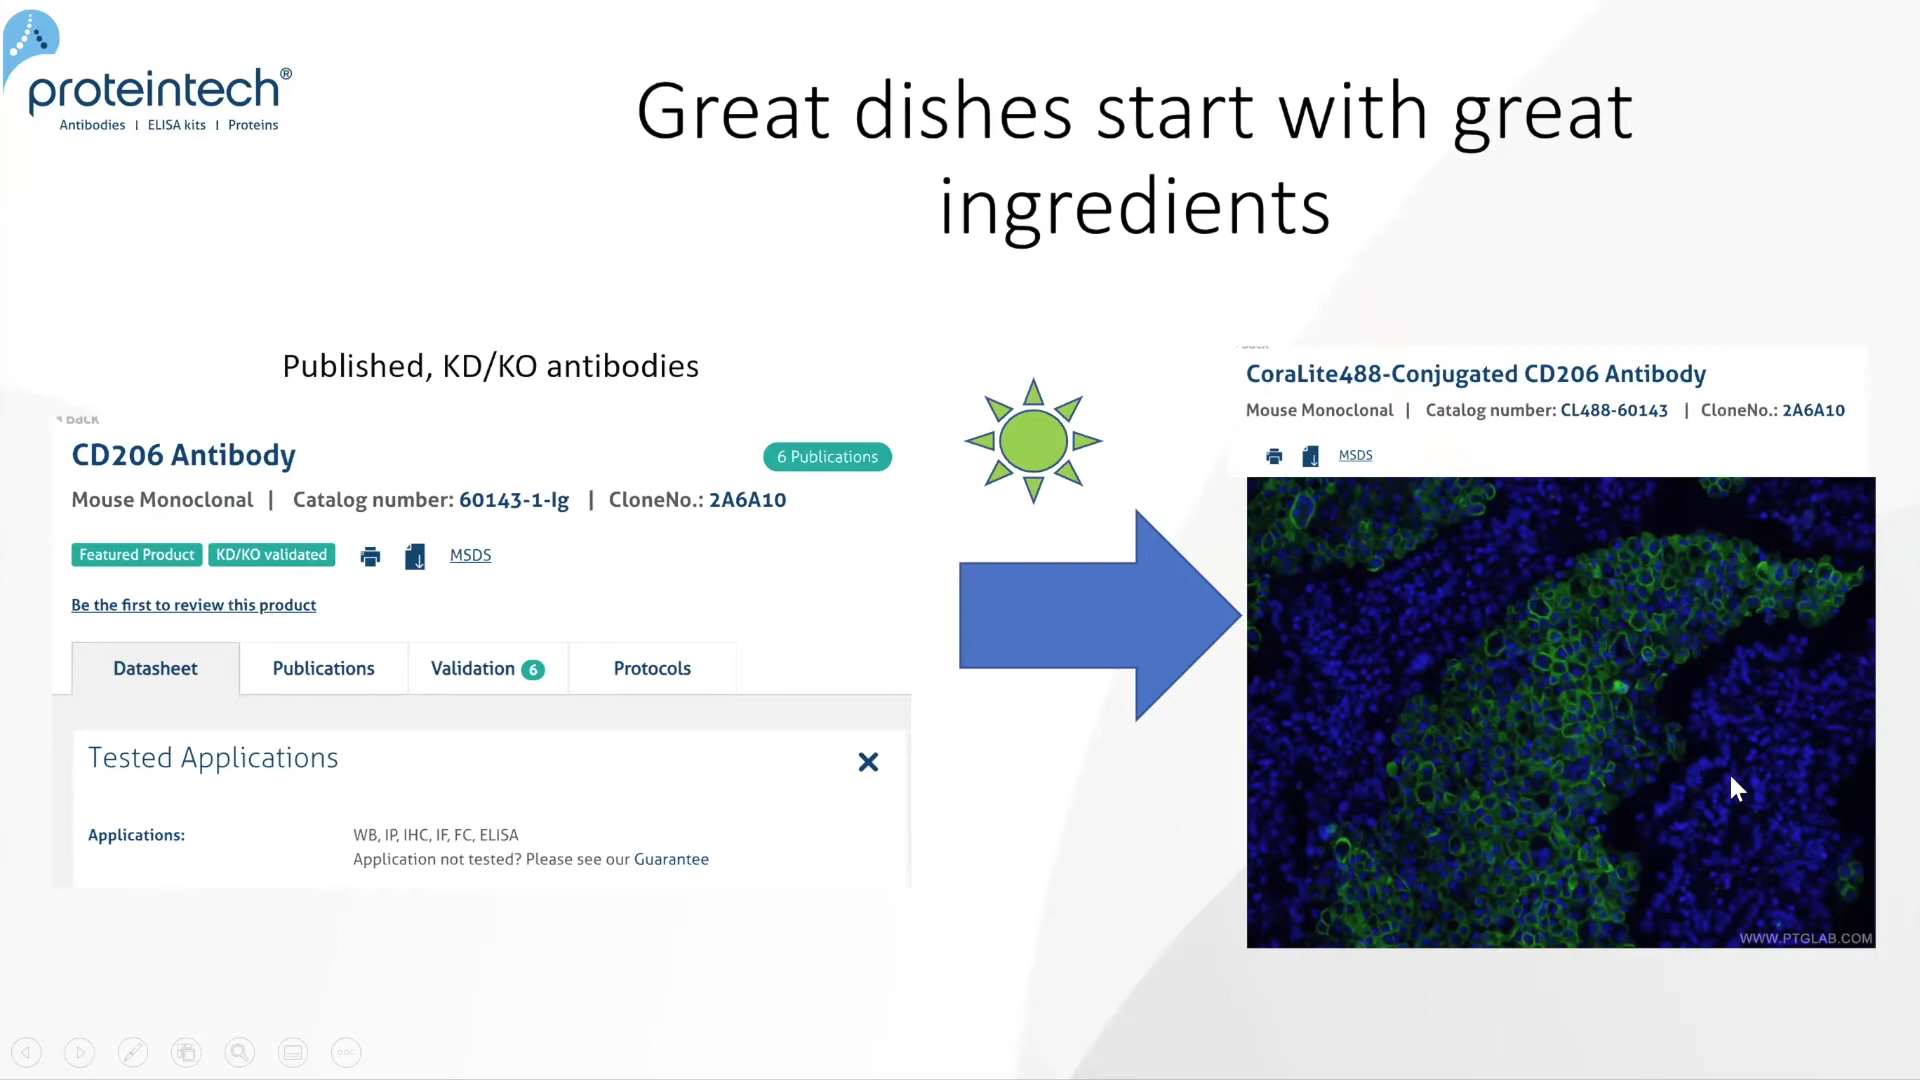 proteintech®
Antibodies | ELISA kits | Proteins
Great dishes start with great
ingredients
Published, KD/KO antibodies
Back
CD206 Antibody
6 Publications
Mouse Monoclonal | Catalog number: 60143-1-Ig | CloneNo.: 2A6A10
Featured Product KD/KO validated MSDS
Be the first to review this product
Datasheet Publications Validation 6 Protocols
Tested Applications
Applications: WB, IP, IHC, IF, FC, ELISA
Application not tested? Please see our Guarantee
CoraLite488-Conjugated CD206 Antibody
Mouse Monoclonal | Catalog number: CL488-60143 | CloneNo.: 2A6A10
MSDS
WWW.PTGLAB.COM